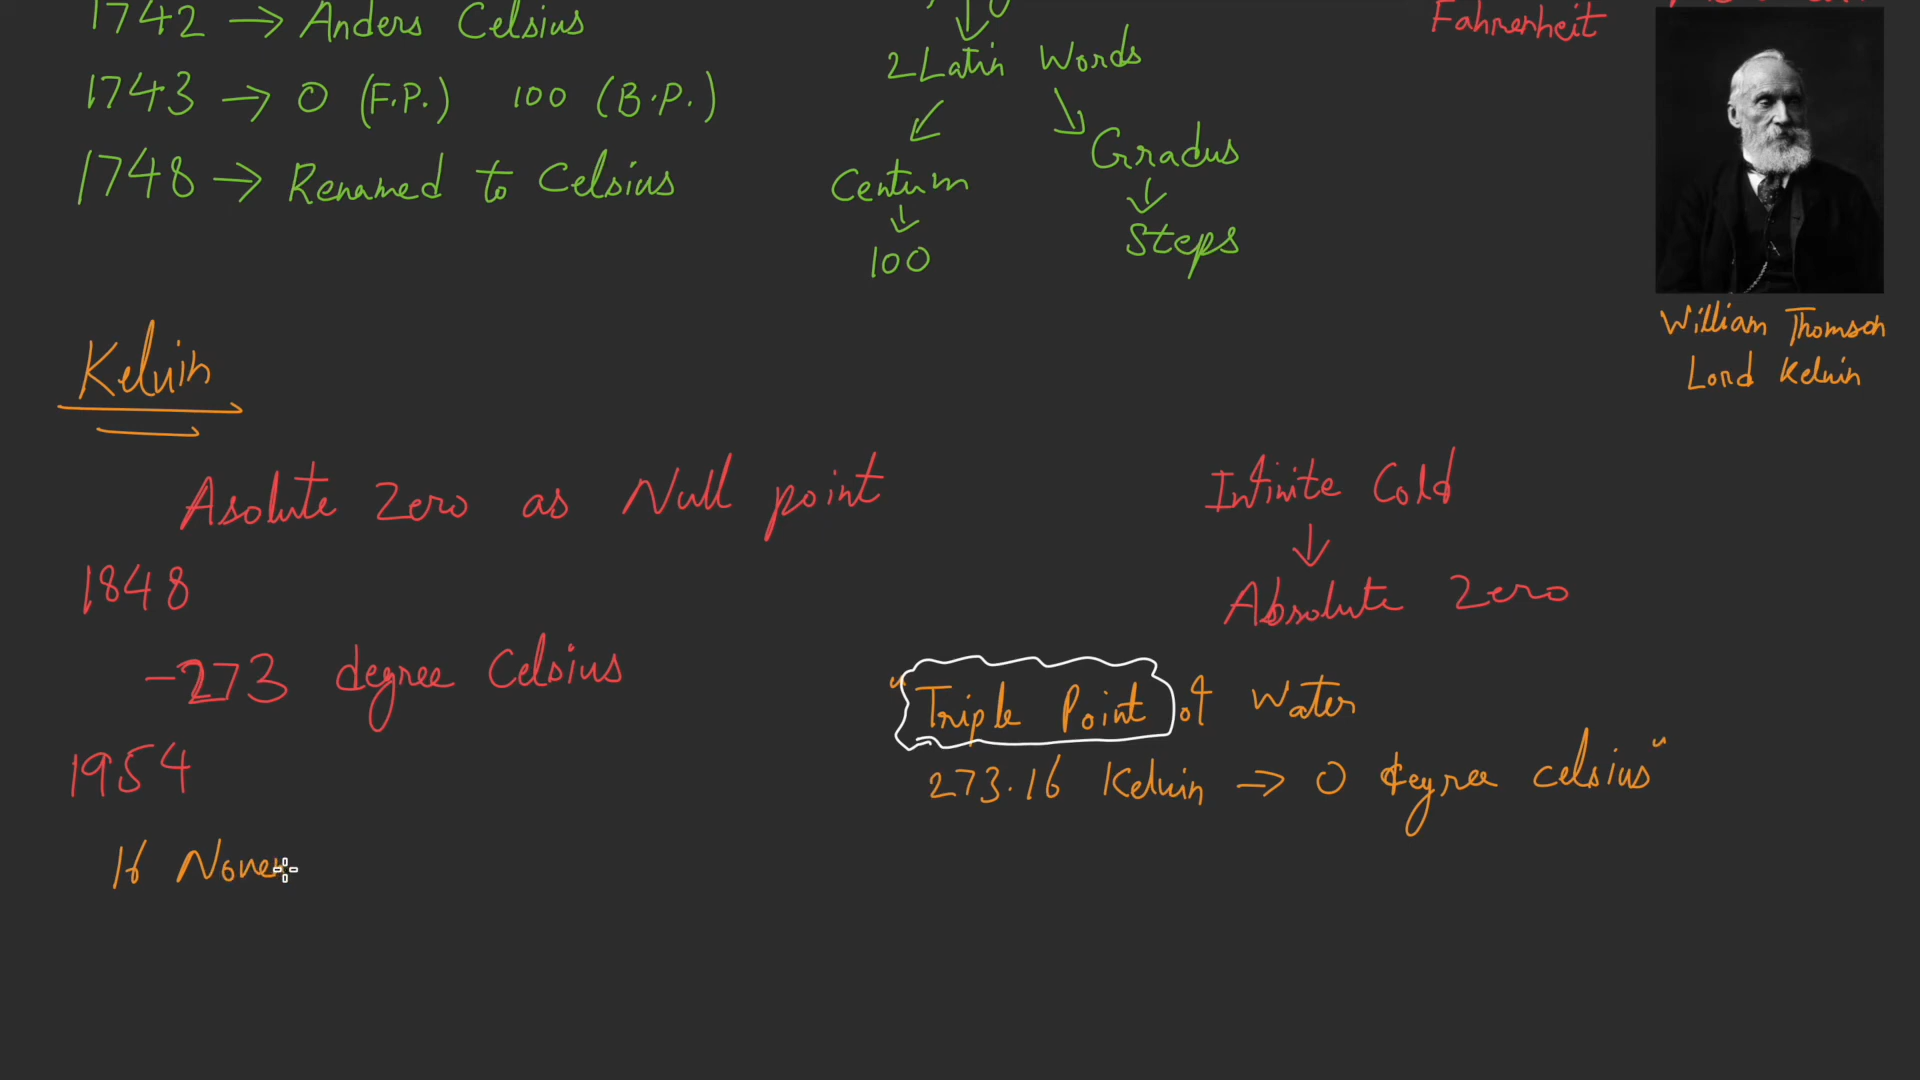 1742 → Anders Celsius
1743 → 0 (F.P.) 100 (B.P.)
1748 → Renamed to Celsius
2 Latin Words
Centum
100
Gradus
Steps
Fahrenheit
William Thomson
Lord Kelvin
Kelvin
Asolute Zero as Null point
1848
-273 degree Celsius
1954
16 Nove
Infinite Cold
Absolute Zero
"Triple Point of Water
273.16 Kelvin → 0 degree celsius"